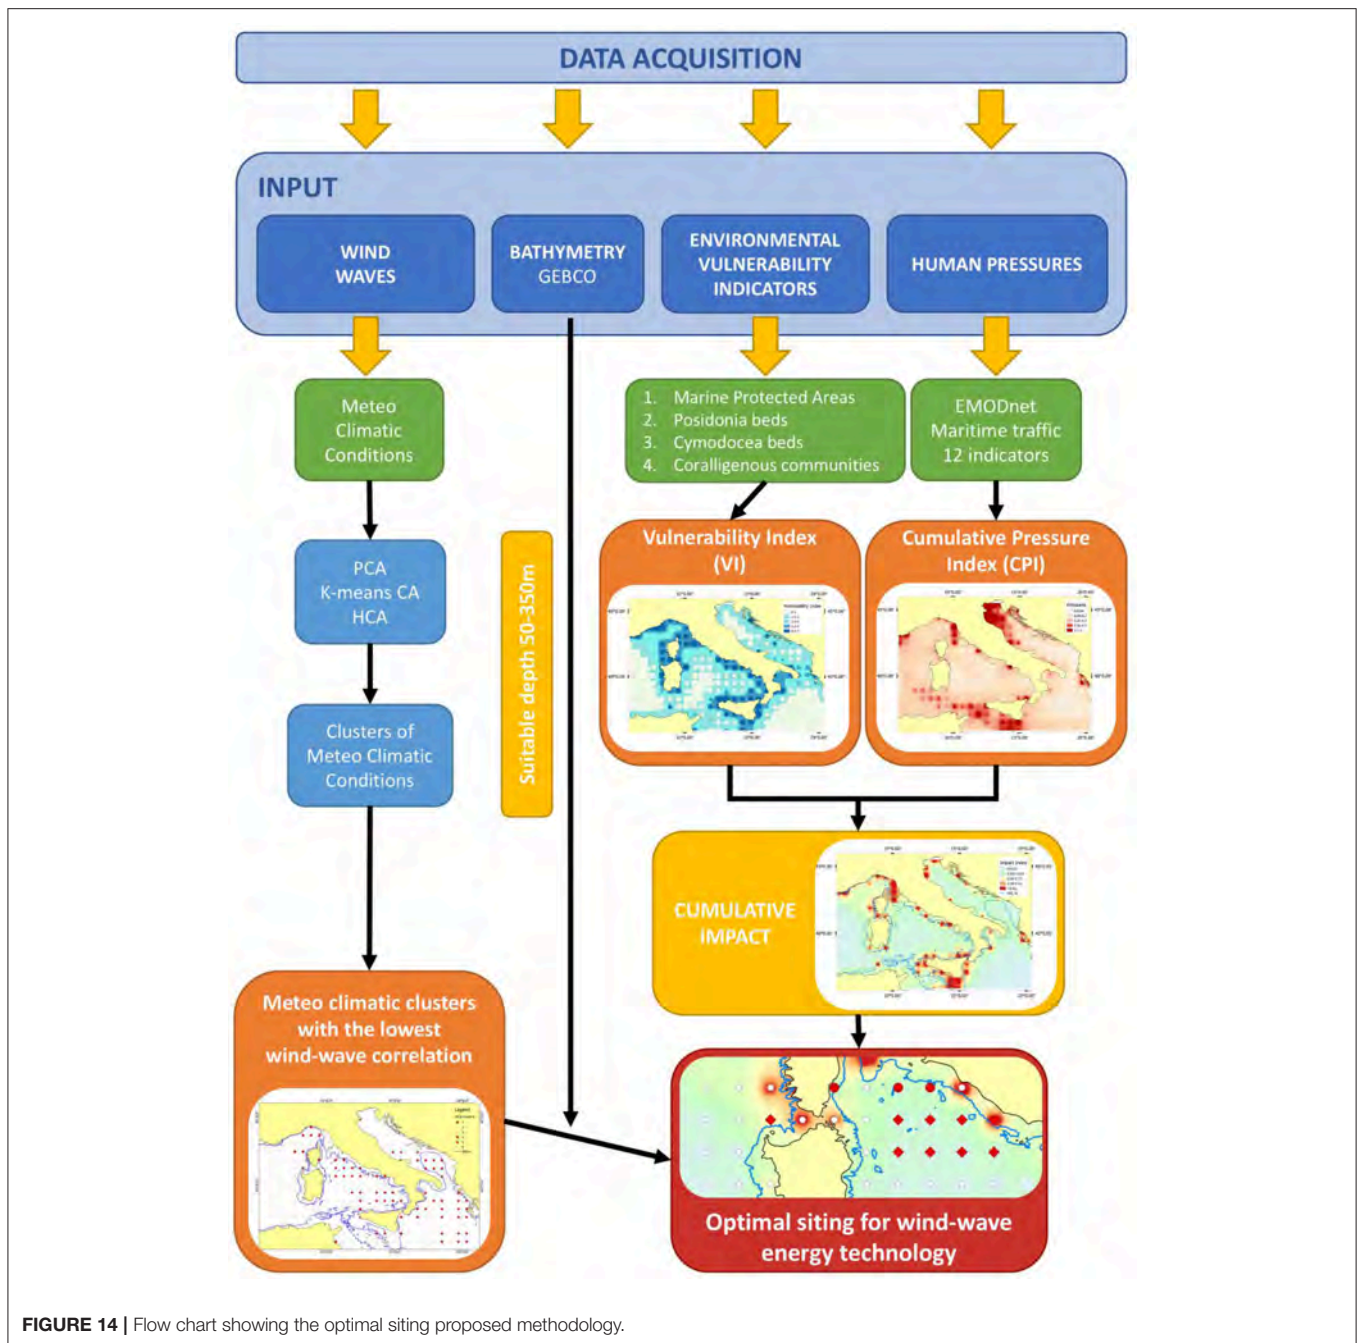 DATA ACQUISITION
INPUT
WIND
WAVES
BATHYMETRY
GEBCO
ENVIRONMENTAL
VULNERABILITY
INDICATORS
HUMAN PRESSURES
Meteo
Climatic
Conditions
1. Marine Protected Areas
2. Posidonia beds
3. Cymodocea beds
4. Coralligenous communities
EMODnet
Maritime traffic
12 indicators
PCA
K-means CA
HCA
Suitable depth 50-350m
Vulnerability Index
(VI)
Cumulative Pressure
Index (CPI)
Clusters of
Meteo Climatic
Conditions
CUMULATIVE
IMPACT
Meteo climatic clusters
with the lowest
wind-wave correlation
Optimal siting for wind-wave
energy technology
FIGURE 14 | Flow chart showing the optimal siting proposed methodology.